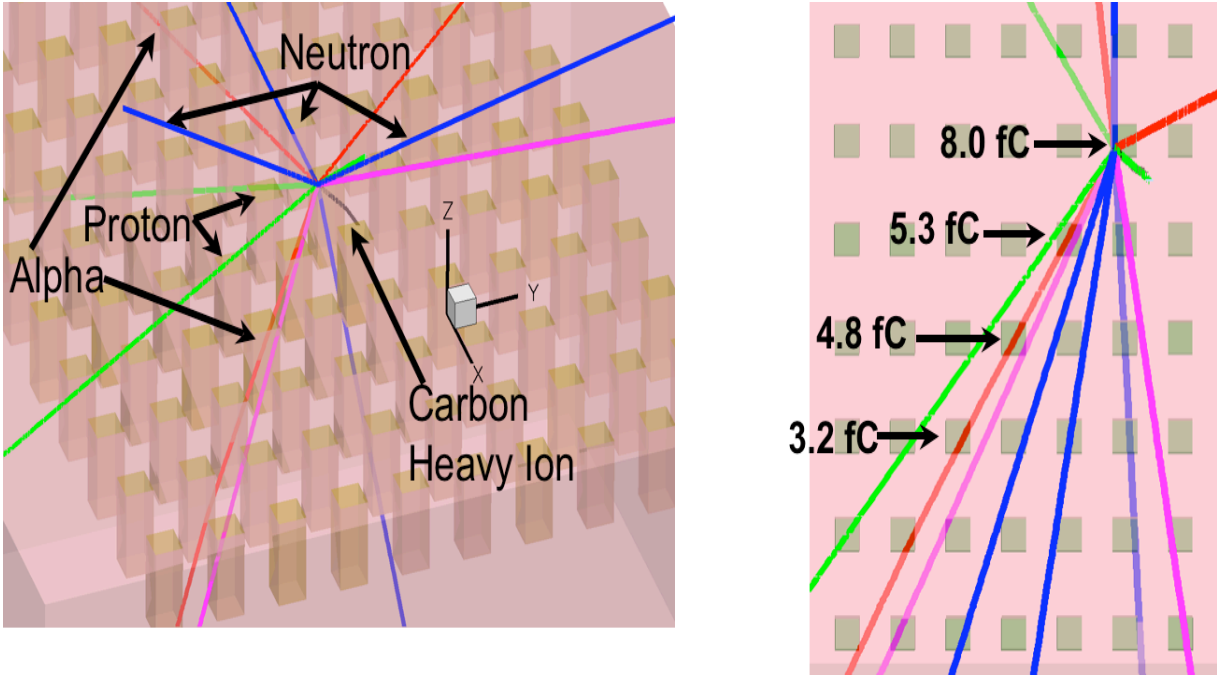 Neutron
Proton
Alpha
Z
Y
X
Carbon
Heavy Ion
8.0 fC
5.3 fC
4.8 fC
3.2 fC